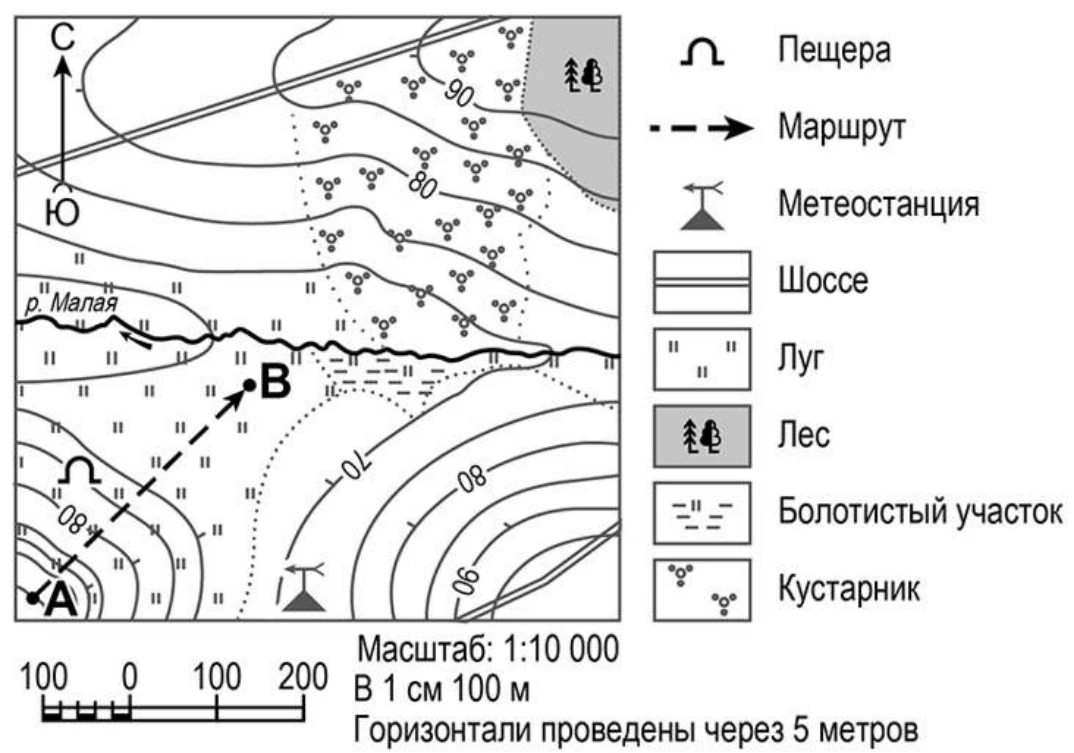 С
Ю
90
80
р. Малая
В
70
80
80
90
А
Пещера
Маршрут
Метеостанция
Шоссе
Луг
Лес
Болотистый участок
Кустарник
100 0 100 200
Масштаб: 1:10 000
В 1 см 100 м
Горизонтали проведены через 5 метров